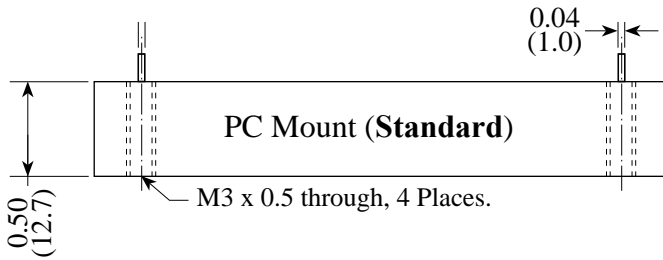 0.04
(1.0)
PC Mount (Standard)
M3 x 0.5 through, 4 Places.
0.50
(12.7)